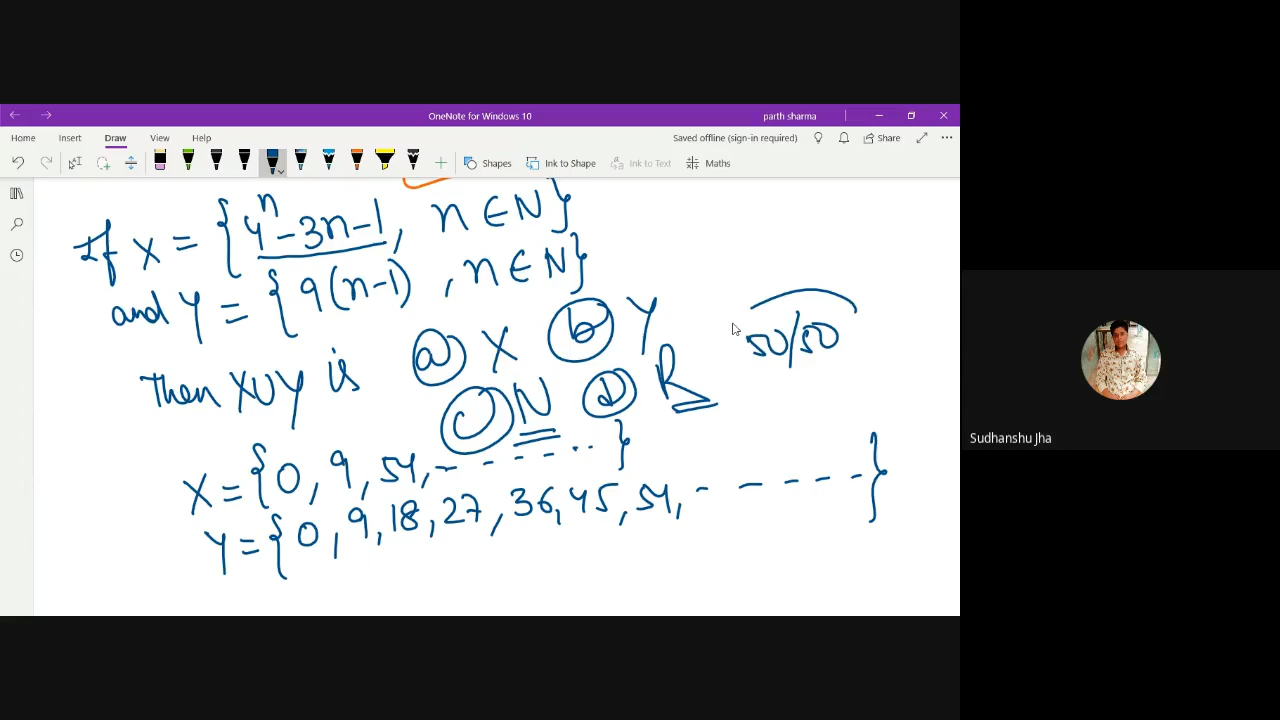 OneNote for Windows 10
parth sharma
Home Insert Draw View Help
Saved offline (sign-in required)
Share
Shapes Ink to Shape Ink to Text Maths
If X = {4ⁿ-3n-1, n∈N}
and Y = {9(n-1), n∈N}
then XUY is (a) X (b) Y
(c) N (d) R
50/50
X = {0, 9, 54, - - - - - ..}
Y = {0, 9, 18, 27, 36, 45, 54, - - - - - -}
Sudhanshu Jha